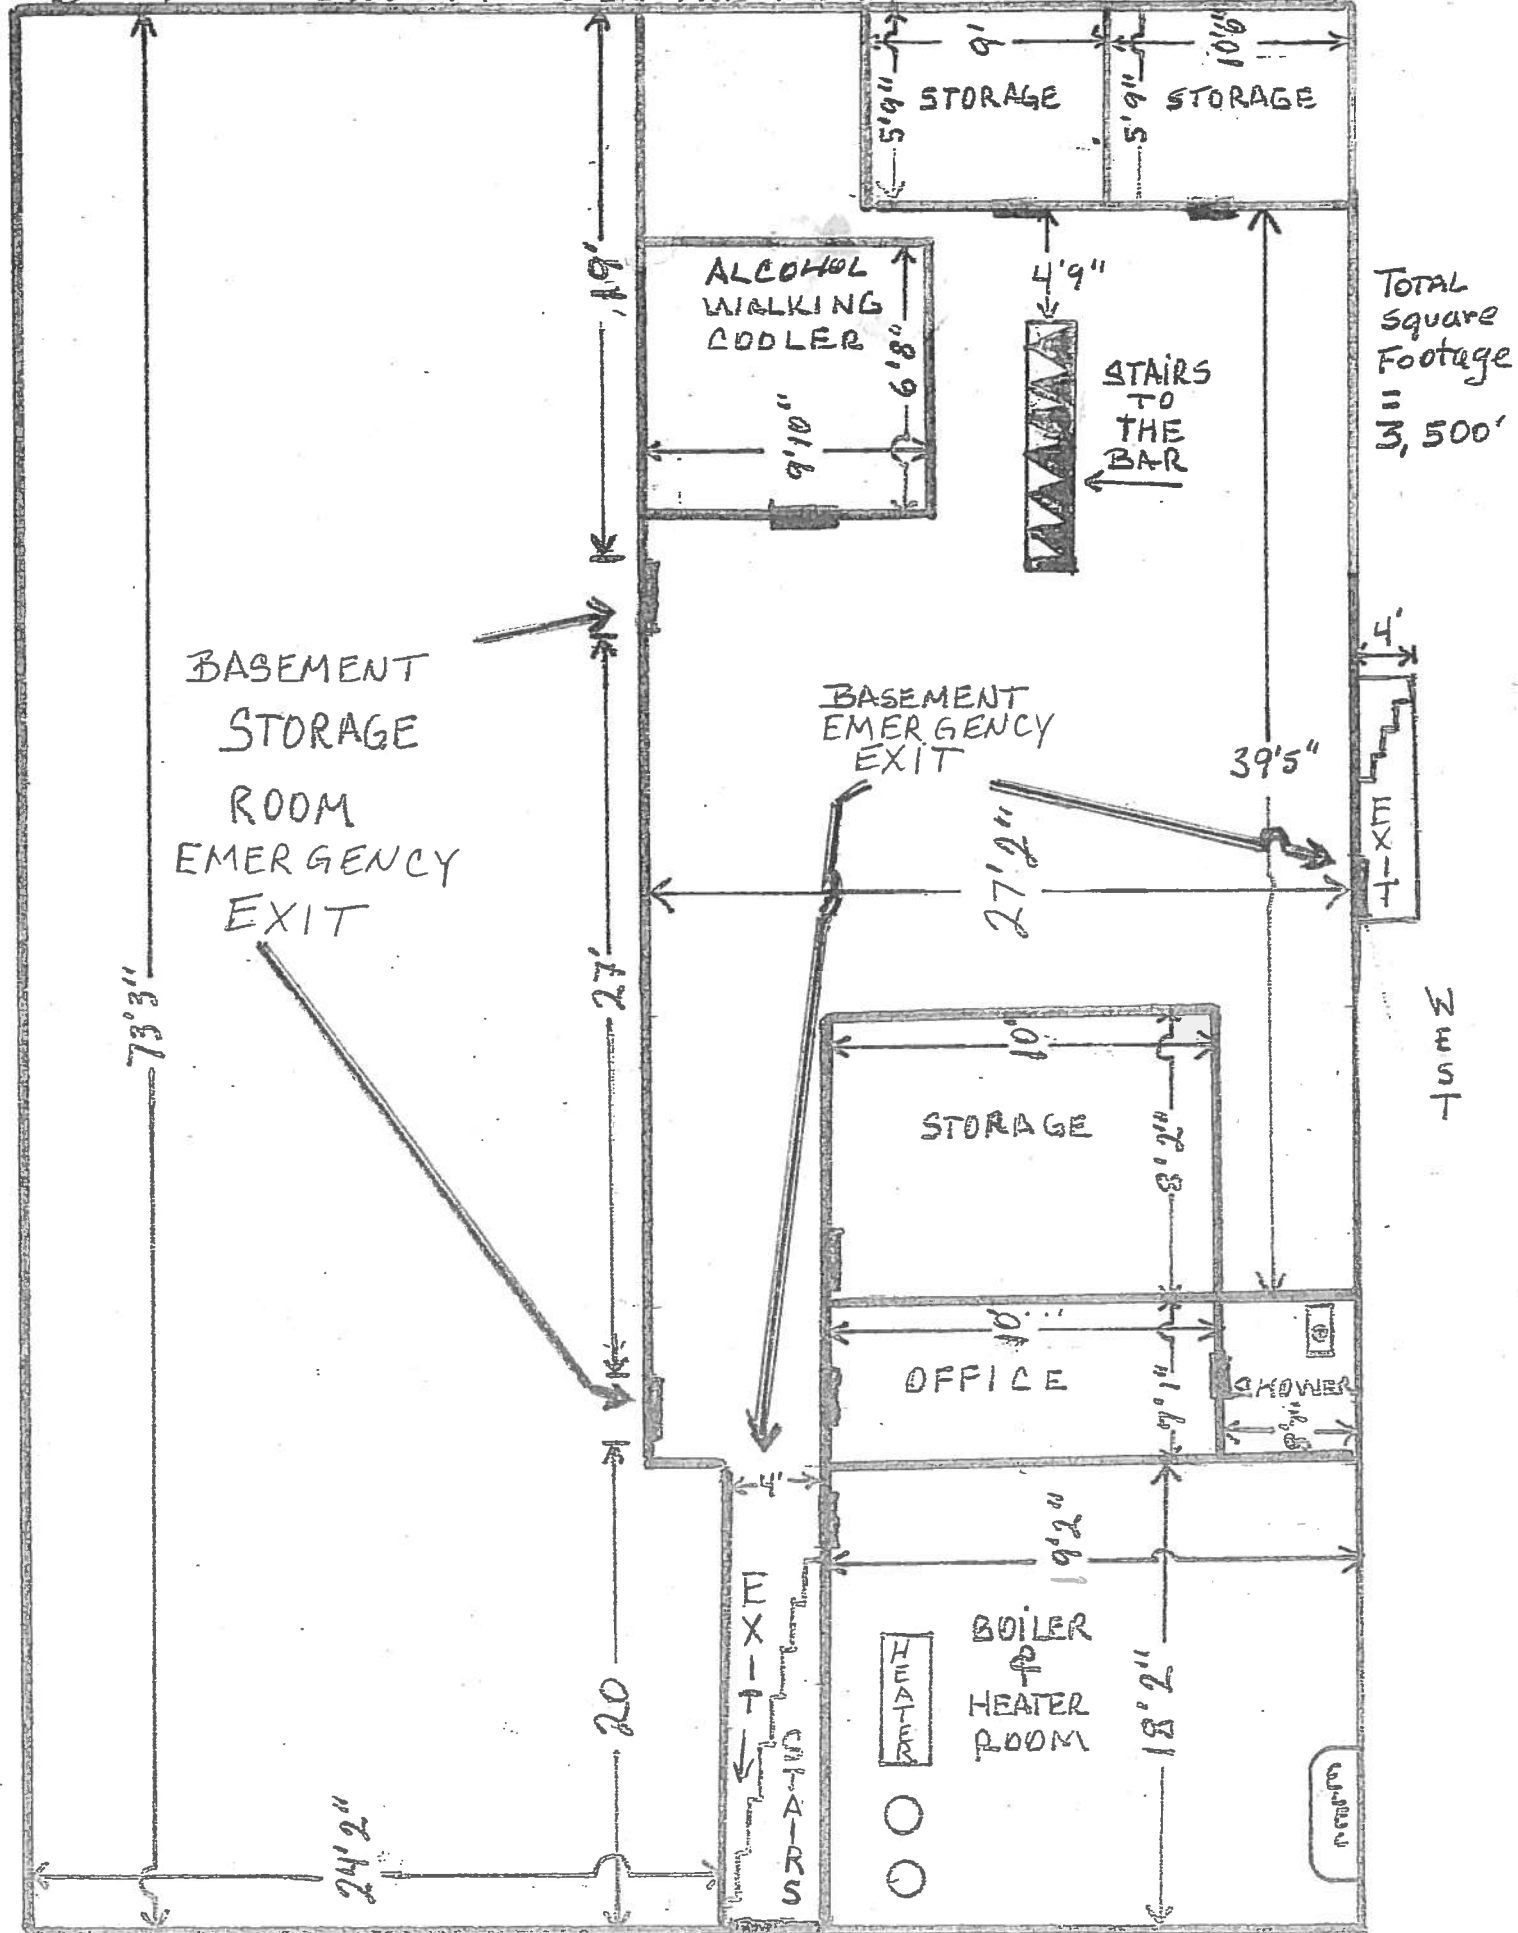 9'
10'6"
5'9"
STORAGE
5'9"
STORAGE
19'
4'9"
ALCOHOL
WALKING
COOLER
6'8"
9'10"
STAIRS
TO
THE
BAR
TOTAL
Square
Footage
=
3,500'
BASEMENT
STORAGE
ROOM
EMERGENCY
EXIT
BASEMENT
EMERGENCY
EXIT
4'
39'5"
EXIT
27'2"
73'3"
27'
WEST
10'
STORAGE
8'2"
10'
OFFICE
SHOWER
4'
19'2"
EXIT
STAIRS
HEATER
BOILER
&
HEATER
ROOM
18'2"
20
24'2"